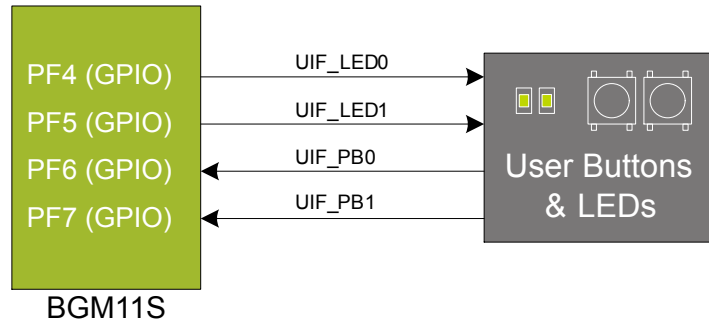 PF4 (GPIO)
PF5 (GPIO)
PF6 (GPIO)
PF7 (GPIO)
UIF_LED0
UIF_LED1
UIF_PB0
UIF_PB1
User Buttons
& LEDs
BGM11S